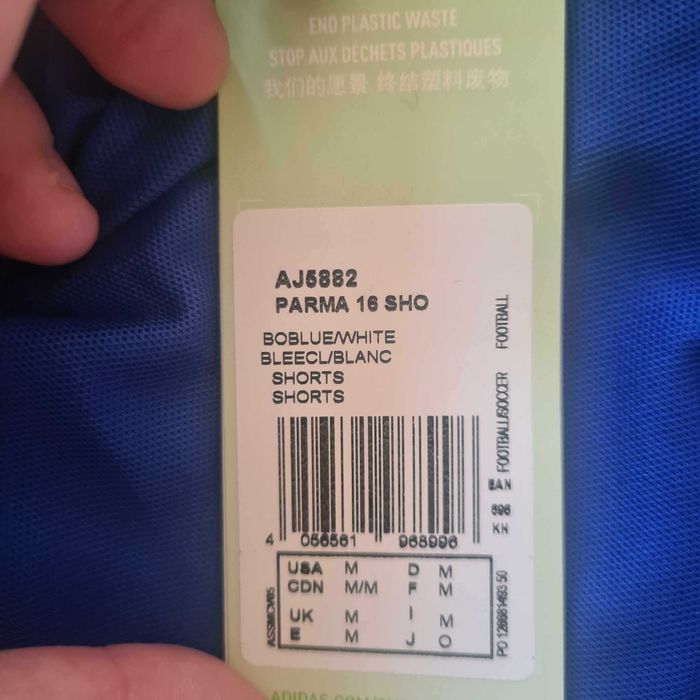 END PLASTIC WASTE
STOP AUX DÉCHETS PLASTIQUES
我们的愿景 终结塑料废物
AJ5882
PARMA 16 SHO
BOBLUE/WHITE
BLEECL/BLANC
SHORTS
SHORTS
FOOTBALL/SOCCER FOOTBALL
EAN
696
KH
4 056561 968996
USA M D M
CDN M/M F M
UK M I M
E M J O
PO 126681493 50